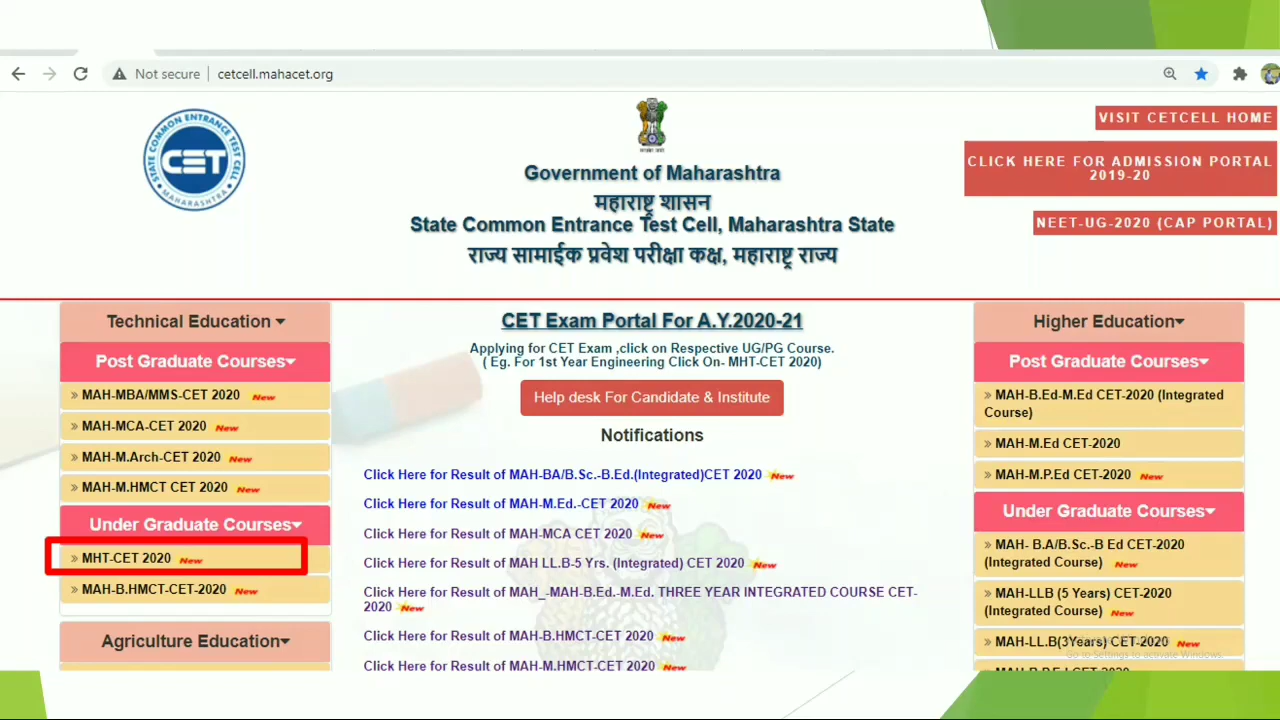 Not secure | cetcell.mahacet.org
STATE COMMON ENTRANCE TEST CELL
CET
MAHARASHTRA
Government of Maharashtra
महाराष्ट्र शासन
State Common Entrance Test Cell, Maharashtra State
राज्य सामाईक प्रवेश परीक्षा कक्ष, महाराष्ट्र राज्य
VISIT CETCELL HOME
CLICK HERE FOR ADMISSION PORTAL
2019-20
NEET-UG-2020 (CAP PORTAL)
Technical Education
Post Graduate Courses
» MAH-MBA/MMS-CET 2020 New
» MAH-MCA-CET 2020 New
» MAH-M.Arch-CET 2020 New
» MAH-M.HMCT CET 2020 New
Under Graduate Courses
» MHT-CET 2020 New
» MAH-B.HMCT-CET-2020 New
Agriculture Education
CET Exam Portal For A.Y.2020-21
Applying for CET Exam ,click on Respective UG/PG Course.
( Eg. For 1st Year Engineering Click On- MHT-CET 2020)
Help desk For Candidate & Institute
Notifications
Click Here for Result of MAH-BA/B.Sc.-B.Ed.(Integrated)CET 2020 New
Click Here for Result of MAH-M.Ed.-CET 2020 New
Click Here for Result of MAH-MCA CET 2020 New
Click Here for Result of MAH LL.B-5 Yrs. (Integrated) CET 2020 New
Click Here for Result of MAH_-MAH-B.Ed.-M.Ed. THREE YEAR INTEGRATED COURSE CET-
2020 New
Click Here for Result of MAH-B.HMCT-CET 2020 New
Click Here for Result of MAH-M.HMCT-CET 2020 New
Higher Education
Post Graduate Courses
» MAH-B.Ed-M.Ed CET-2020 (Integrated
Course)
» MAH-M.Ed CET-2020
» MAH-M.P.Ed CET-2020 New
Under Graduate Courses
» MAH- B.A/B.Sc.-B Ed CET-2020
(Integrated Course) New
» MAH-LLB (5 Years) CET-2020
(Integrated Course) New
» MAH-LL.B(3Years) CET-2020 New
Go to Settings to activate Windows.